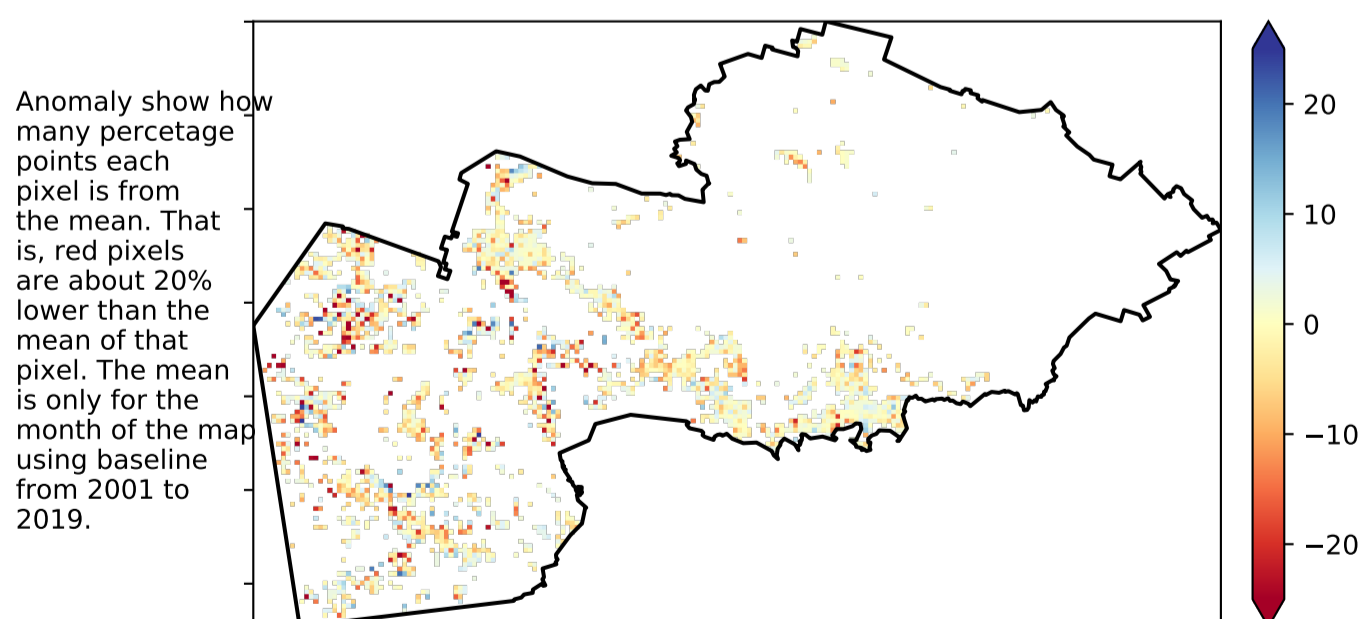 Anomaly show how
many percetage
points each
pixel is from
the mean. That
is, red pixels
are about 20%
lower than the
mean of that
pixel. The mean
is only for the
month of the map
using baseline
from 2001 to
2019.
20
10
0
−10
−20